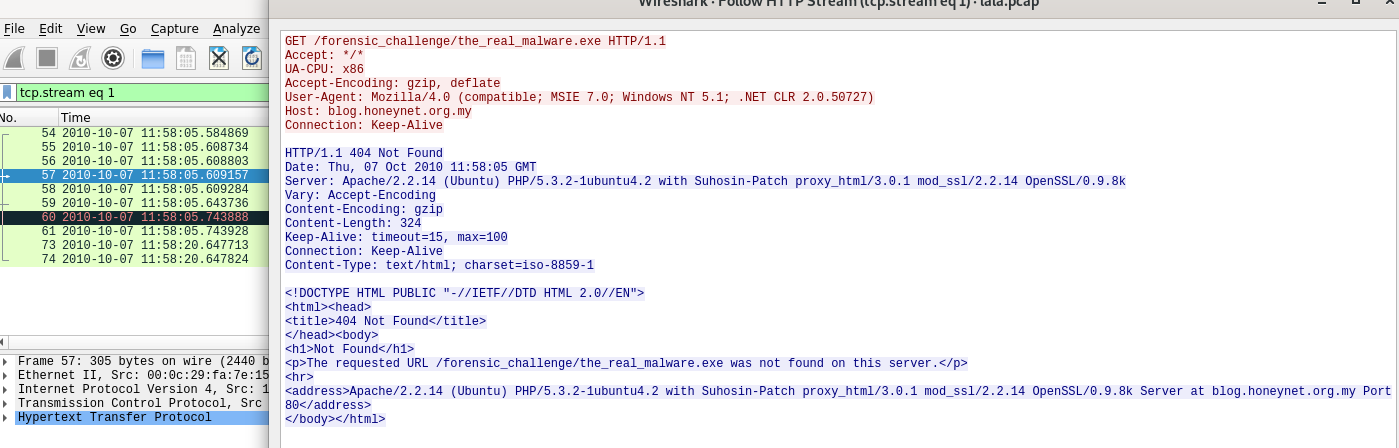 Wireshark · Follow HTTP Stream (tcp.stream eq 1) · lala.pcap
File Edit View Go Capture Analyze
tcp.stream eq 1
No. Time
54 2010-10-07 11:58:05.584869
55 2010-10-07 11:58:05.608734
56 2010-10-07 11:58:05.608803
57 2010-10-07 11:58:05.609157
58 2010-10-07 11:58:05.609284
59 2010-10-07 11:58:05.643736
60 2010-10-07 11:58:05.743888
61 2010-10-07 11:58:05.743928
73 2010-10-07 11:58:20.647713
74 2010-10-07 11:58:20.647824
Frame 57: 305 bytes on wire (2440 b
Ethernet II, Src: 00:0c:29:fa:7e:15
Internet Protocol Version 4, Src: 1
Transmission Control Protocol, Src
Hypertext Transfer Protocol
GET /forensic_challenge/the_real_malware.exe HTTP/1.1
Accept: */*
UA-CPU: x86
Accept-Encoding: gzip, deflate
User-Agent: Mozilla/4.0 (compatible; MSIE 7.0; Windows NT 5.1; .NET CLR 2.0.50727)
Host: blog.honeynet.org.my
Connection: Keep-Alive
HTTP/1.1 404 Not Found
Date: Thu, 07 Oct 2010 11:58:05 GMT
Server: Apache/2.2.14 (Ubuntu) PHP/5.3.2-1ubuntu4.2 with Suhosin-Patch proxy_html/3.0.1 mod_ssl/2.2.14 OpenSSL/0.9.8k
Vary: Accept-Encoding
Content-Encoding: gzip
Content-Length: 324
Keep-Alive: timeout=15, max=100
Connection: Keep-Alive
Content-Type: text/html; charset=iso-8859-1
<!DOCTYPE HTML PUBLIC "-//IETF//DTD HTML 2.0//EN">
<html><head>
<title>404 Not Found</title>
</head><body>
<h1>Not Found</h1>
<p>The requested URL /forensic_challenge/the_real_malware.exe was not found on this server.</p>
<hr>
<address>Apache/2.2.14 (Ubuntu) PHP/5.3.2-1ubuntu4.2 with Suhosin-Patch proxy_html/3.0.1 mod_ssl/2.2.14 OpenSSL/0.9.8k Server at blog.honeynet.org.my Port
80</address>
</body></html>